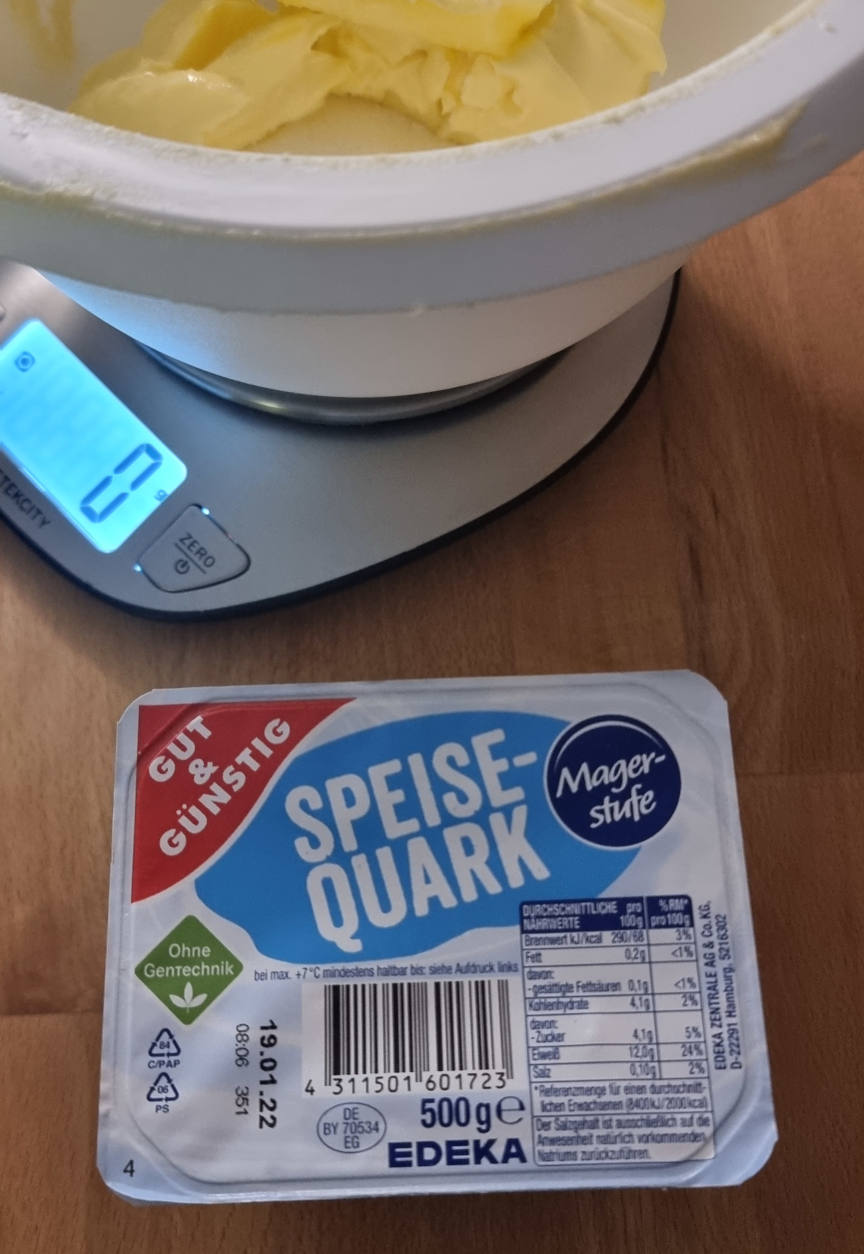 0 g
TEKCITY
ZERO
GUT
&
GÜNSTIG
SPEISE-
QUARK
Mager-
stufe
Ohne
GenTechnik
bei max. +7°C mindestens haltbar bis: siehe Aufdruck links
DURCHSCHNITTLICHE NÄHRWERTE pro 100g %RM* pro 100g
Brennwert kJ/kcal 290/68 3%
Fett 0,2g <1%
davon:
-gesättigte Fettsäuren 0,1g <1%
Kohlenhydrate 4,1g 2%
davon:
-Zucker 4,1g 5%
Eiweiß 12,0g 24%
Salz 0,10g 2%
*Referenzmenge für einen durchschnitt-
lichen Erwachsenen (8400kJ/2000kcal)
Der Salzgehalt ist ausschließlich auf die
Anwesenheit natürlich vorkommenden
Natriums zurückzuführen.
EDEKA ZENTRALE AG & Co. KG,
D-22291 Hamburg, 5216302
84
C/PAP
06
PS
19.01.22
08:06 351
4 311501 601723
DE
BY 70534
EG
500 g e
EDEKA
4